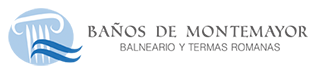 BAÑOS DE MONTEMAYOR
BALNEARIO Y TERMAS ROMANAS